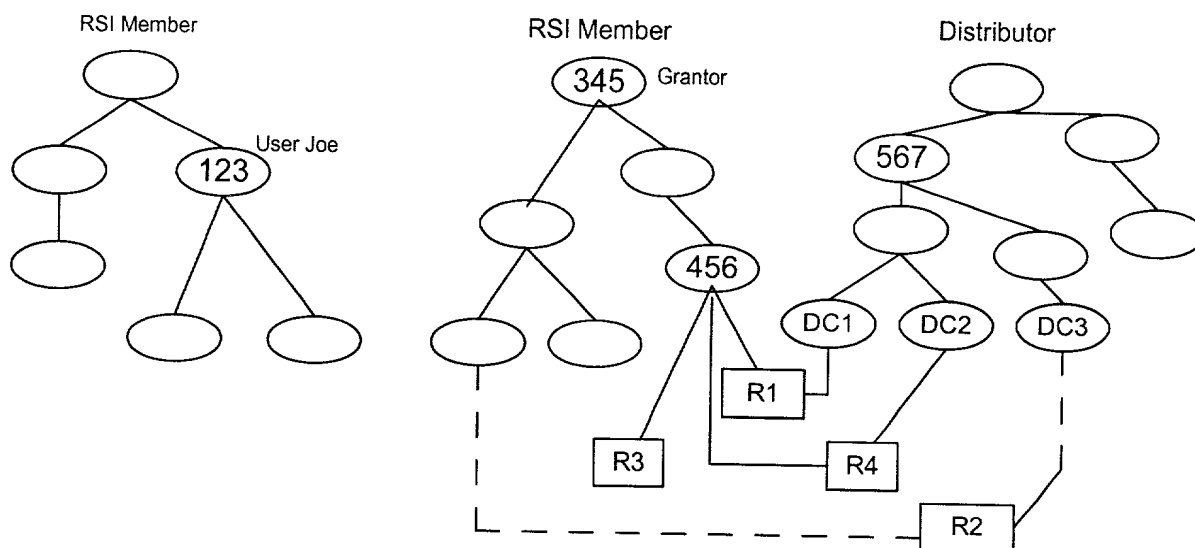 RSI Member
RSI Member
Distributor
345
Grantor
User Joe
123
567
456
DC1
DC2
DC3
R1
R3
R4
R2